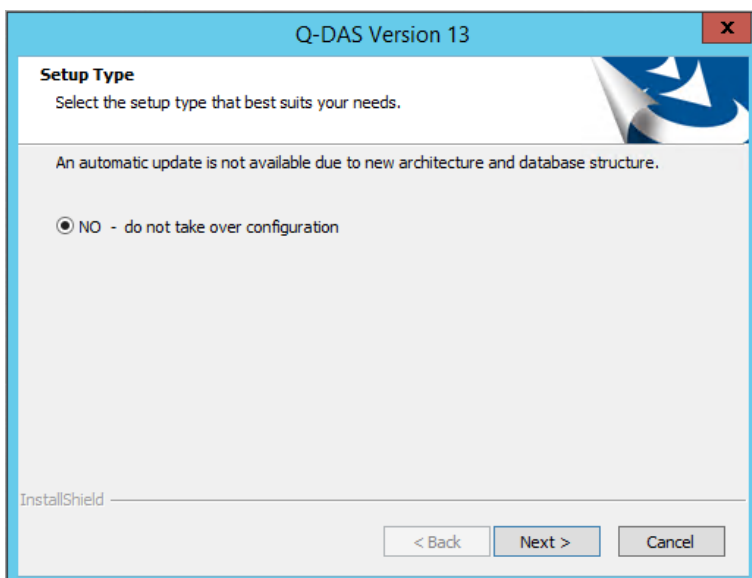 Q-DAS Version 13
x
Setup Type
Select the setup type that best suits your needs.
An automatic update is not available due to new architecture and database structure.
NO - do not take over configuration
InstallShield
< Back Next > Cancel